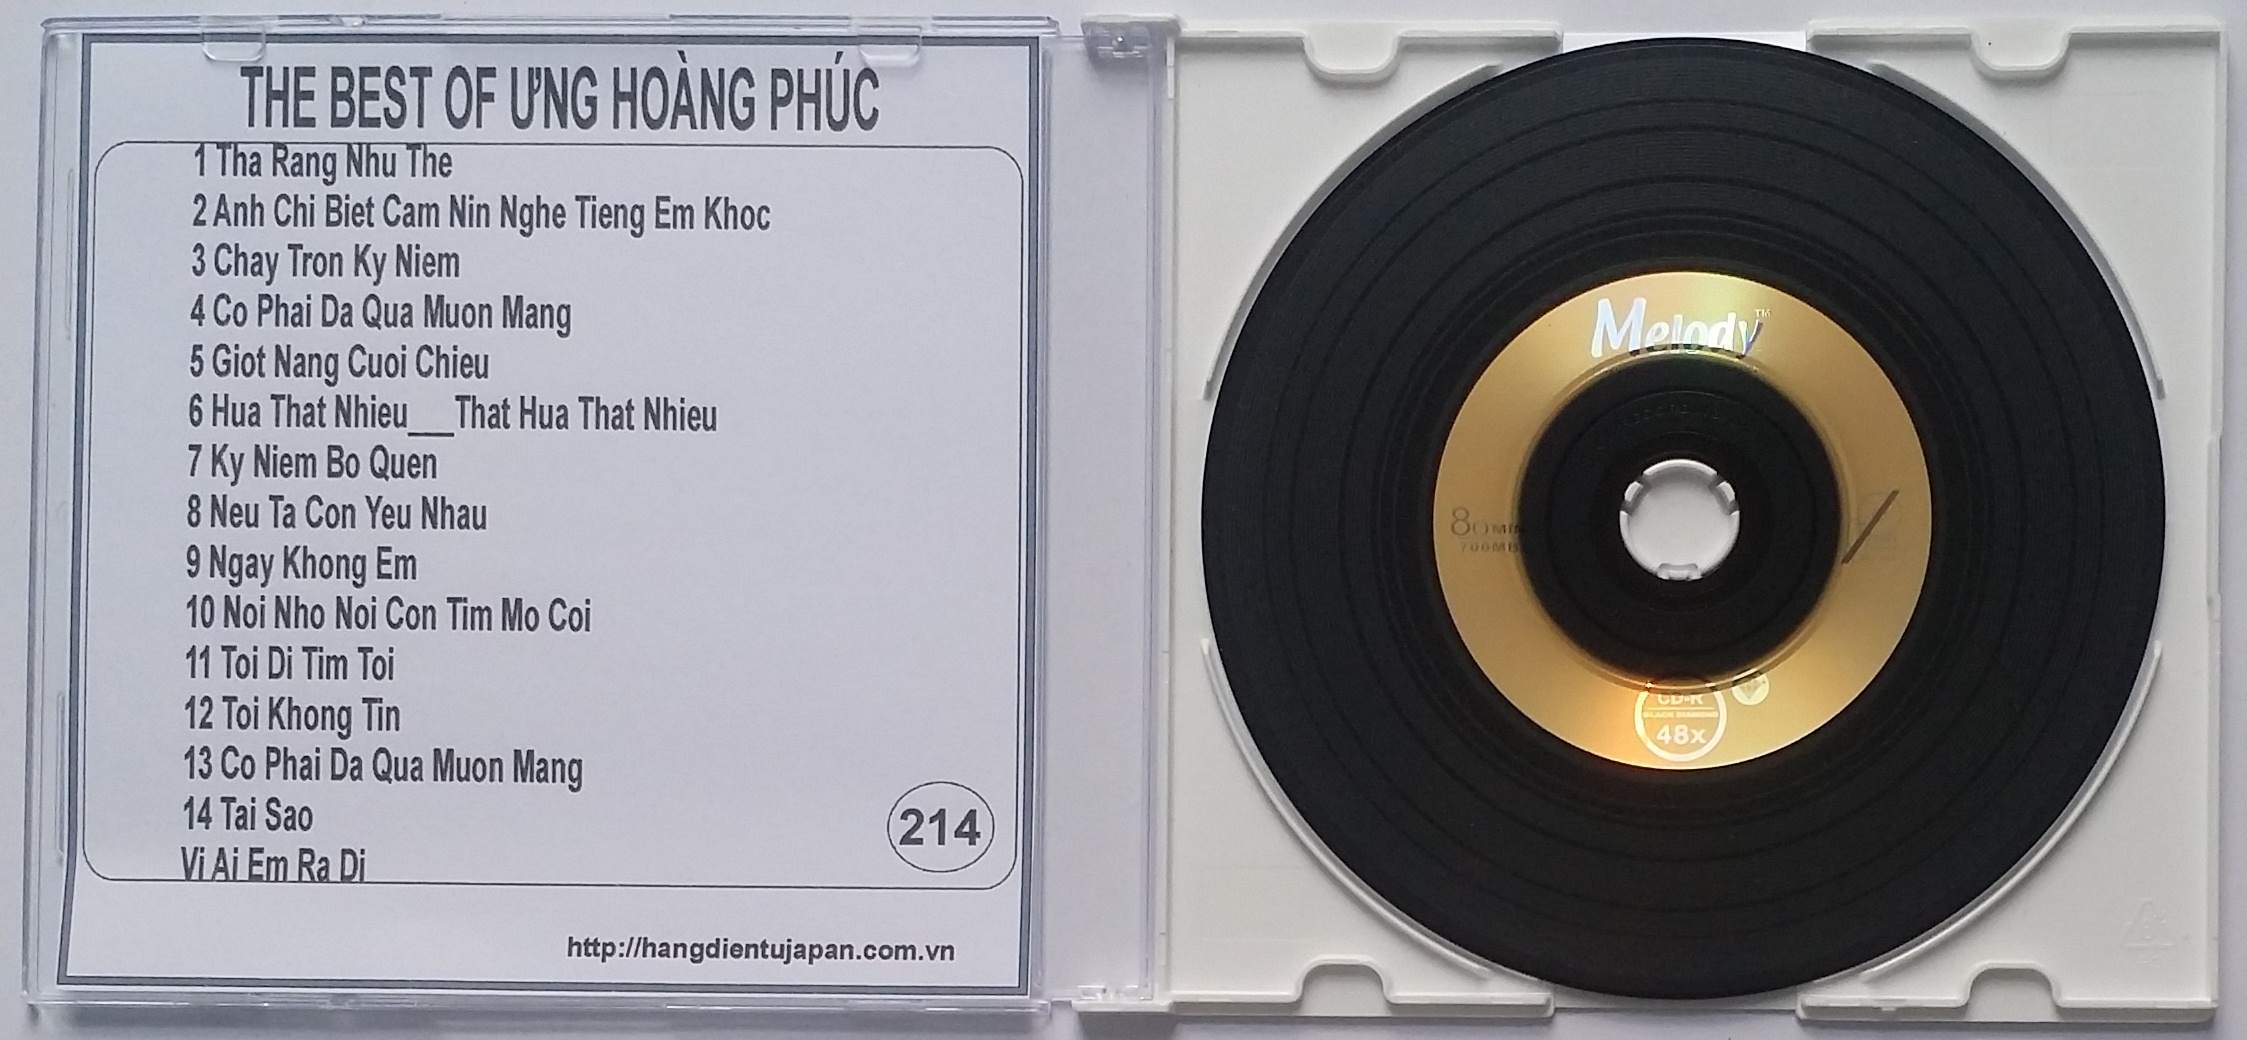 THE BEST OF ƯNG HOÀNG PHÚC
1 Tha Rang Nhu The
2 Anh Chi Biet Cam Nin Nghe Tieng Em Khoc
3 Chay Tron Ky Niem
4 Co Phai Da Qua Muon Mang
5 Giot Nang Cuoi Chieu
6 Hua That Nhieu___That Hua That Nhieu
7 Ky Niem Bo Quen
8 Neu Ta Con Yeu Nhau
9 Ngay Khong Em
10 Noi Nho Noi Con Tim Mo Coi
11 Toi Di Tim Toi
12 Toi Khong Tin
13 Co Phai Da Qua Muon Mang
14 Tai Sao
Vi Ai Em Ra Di
214
http://hangdientujapan.com.vn
Melody™
80MIN
700MB
CD-R
BLACK DIAMOND
48x